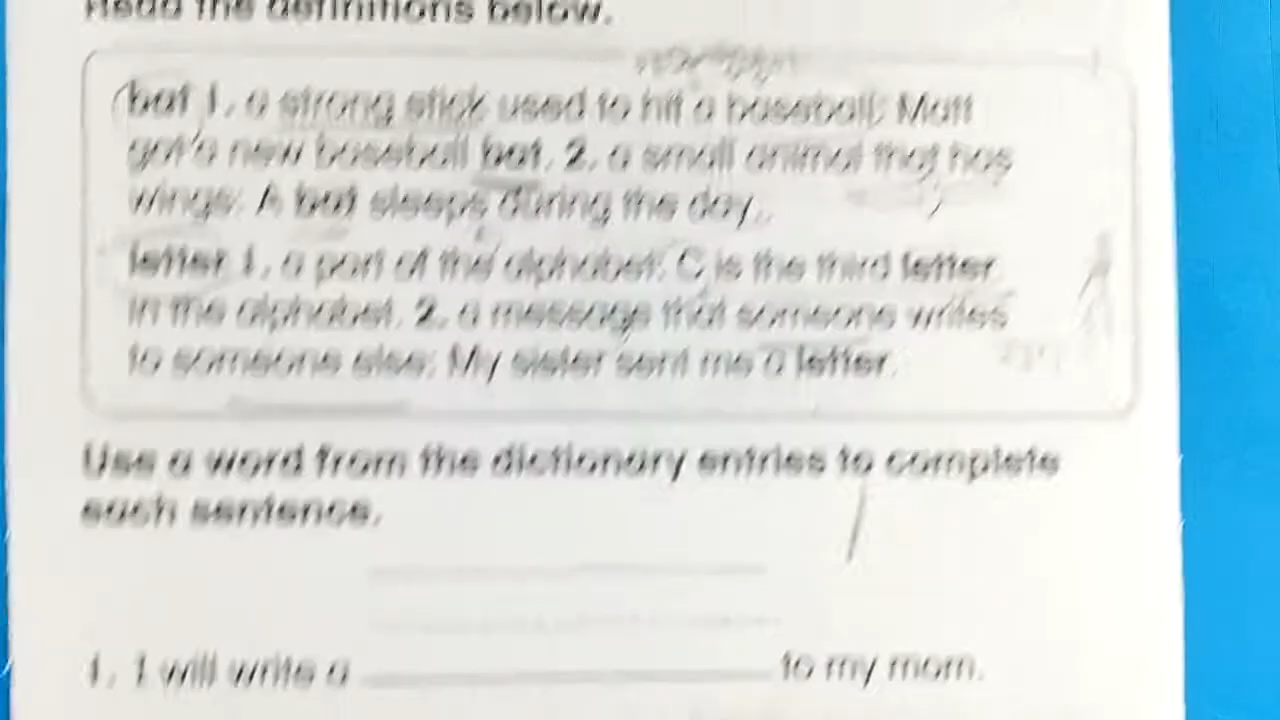 Read the definitions below.
bat 1. a strong stick used to hit a baseball: Matt
got a new baseball bat. 2. a small animal that has
wings: A bat sleeps during the day.
letter 1. a part of the alphabet: C is the third letter
in the alphabet. 2. a message that someone writes
to someone else: My sister sent me a letter.
Use a word from the dictionary entries to complete
each sentence.
1. I will write a to my mom.